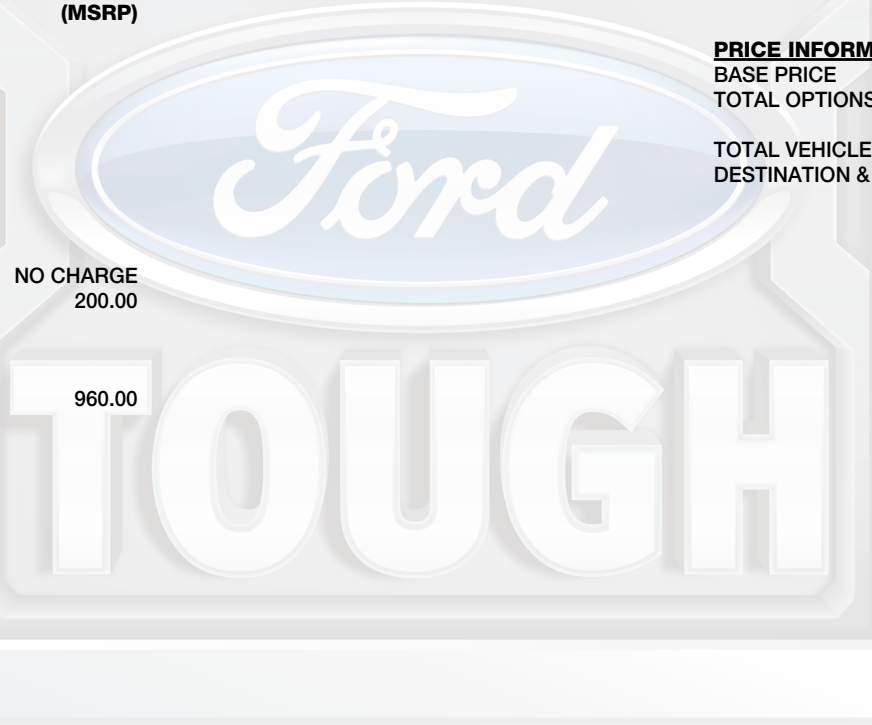 (MSRP)
PRICE INFORM
BASE PRICE
TOTAL OPTIONS
TOTAL VEHICLE
DESTINATION &
Ford
NO CHARGE
200.00
960.00
TOUGH